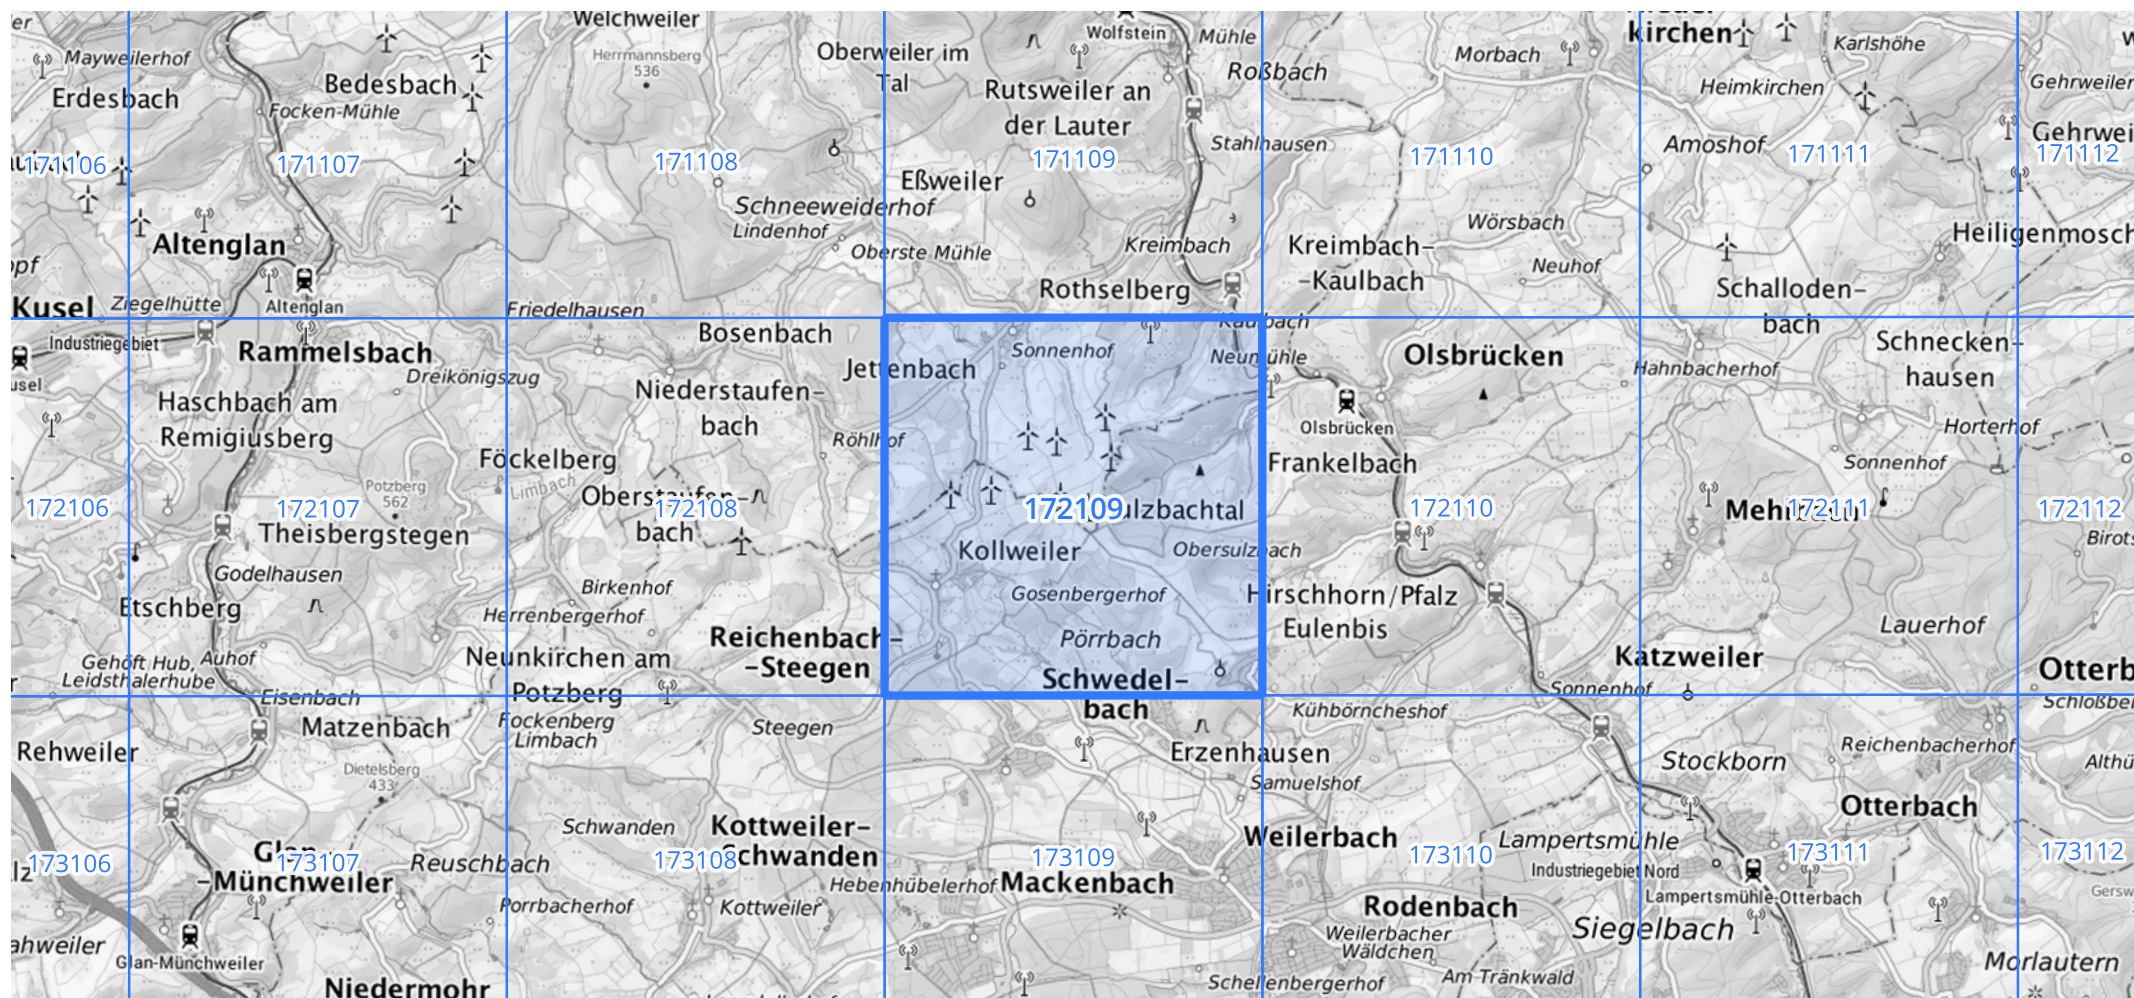 Welchweiler
Mayweilerhof
Erdesbach
Bedesbach
Focken-Mühle
171106
171107
Altenglan
Altenglan
Kusel
Ziegelhütte
Herrmannsberg
536
171108
Schneeweiderhof
Lindenhof
Oberste Mühle
Friedelhausen
Oberweiler im
Tal
Wolfstein
Mühle
Rutsweiler an
der Lauter
Roßbach
Stahlhausen
171109
Eßweiler
Kreimbach
Rothselberg
Morbach
171110
Wörsbach
Kreimbach-
-Kaulbach
Neuhof
kirchen
Karlshöhe
Heimkirchen
Amoshof
171111
Schalloden-
bach
Gehrweiler
Gehrwei
171112
Heiligenmosch
Industriegebiet
usel
Rammelsbach
Dreikönigszug
Haschbach am
Remigiusberg
172106
172107
Potzberg
562
Theisbergstegen
Godelhausen
Etschberg
Gehöft Hub,
Leidsthalerhube
Auhof
Eisenbach
Bosenbach
Jettenbach
Niederstaufen-
bach
Röhlhof
Föckelberg
Limbach
Oberstaufen-
bach
172108
Birkenhof
Herrenbergerhof
Neunkirchen am
Potzberg
Reichenbach-
-Steegen
Kaulbach
Sonnenhof
Neumühle
172109
ulzbachtal
Kollweiler
Obersulzbach
Gosenbergerhof
Pörrbach
Schwedel-
bach
Olsbrücken
Olsbrücken
Frankelbach
172110
Hirschhorn/Pfalz
Eulenbis
Katzweiler
Sonnenhof
Hahnbacherhof
Schnecken-
hausen
Horterhof
Sonnenhof
172111
172112
Birots
Lauerhof
Otterb
Schloßbe
Rehweiler
Matzenbach
Dietelsberg
433
173106
173107
Glan-
-Münchweiler
Reuschbach
ahweiler
Glan-Münchweiler
Niedermohr
Fockenberg
Limbach
Steegen
Schwanden
Kottweiler-
Schwanden
173108
Porrbacherhof
Kottweiler
Erzenhausen
Samuelshof
173109
Hebenhübelerhof
Mackenbach
Kühbörncheshof
Weilerbach
173110
Rodenbach
Weilerbacher
Wäldchen
Schellenbergerhof
Am Tränkwald
Stockborn
Reichenbacherhof
Althü
Otterbach
Lampertsmühle
Industriegebiet Nord
173111
173112
Lampertsmühle-Otterbach
Gersw
Siegelbach
Morlautern